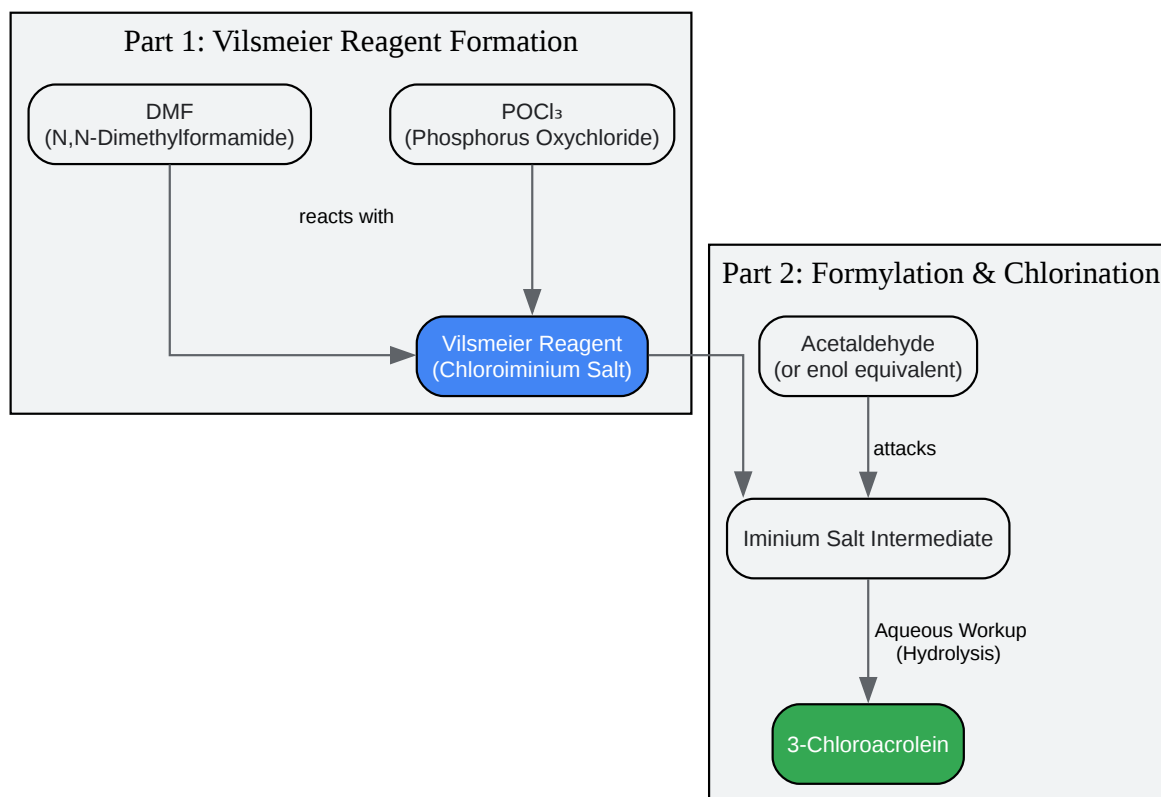 Part 1: Vilsmeier Reagent Formation
DMF
(N,N-Dimethylformamide)
POCl₃
(Phosphorus Oxychloride)
reacts with
Vilsmeier Reagent
(Chloroiminium Salt)
Part 2: Formylation & Chlorination
Acetaldehyde
(or enol equivalent)
attacks
Iminium Salt Intermediate
Aqueous Workup
(Hydrolysis)
3-Chloroacrolein